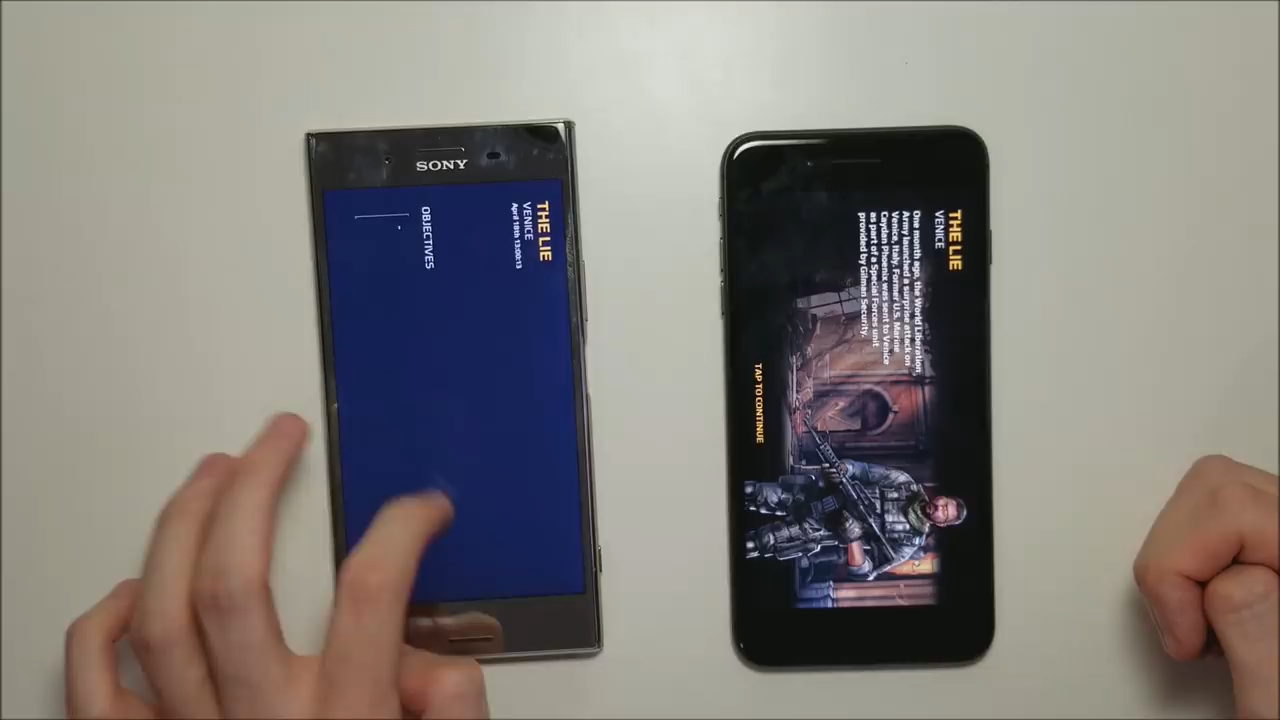 SONY
THE LIE
VENICE
April 18th 13:00:13
OBJECTIVES
THE LIE
VENICE
One month ago, the World Liberation
Army launched a surprise attack on
Venice, Italy. Former U.S. Marine
Caydan Phoenix was sent to Venice
as part of a Special Forces unit
provided by Gilman Security.
TAP TO CONTINUE